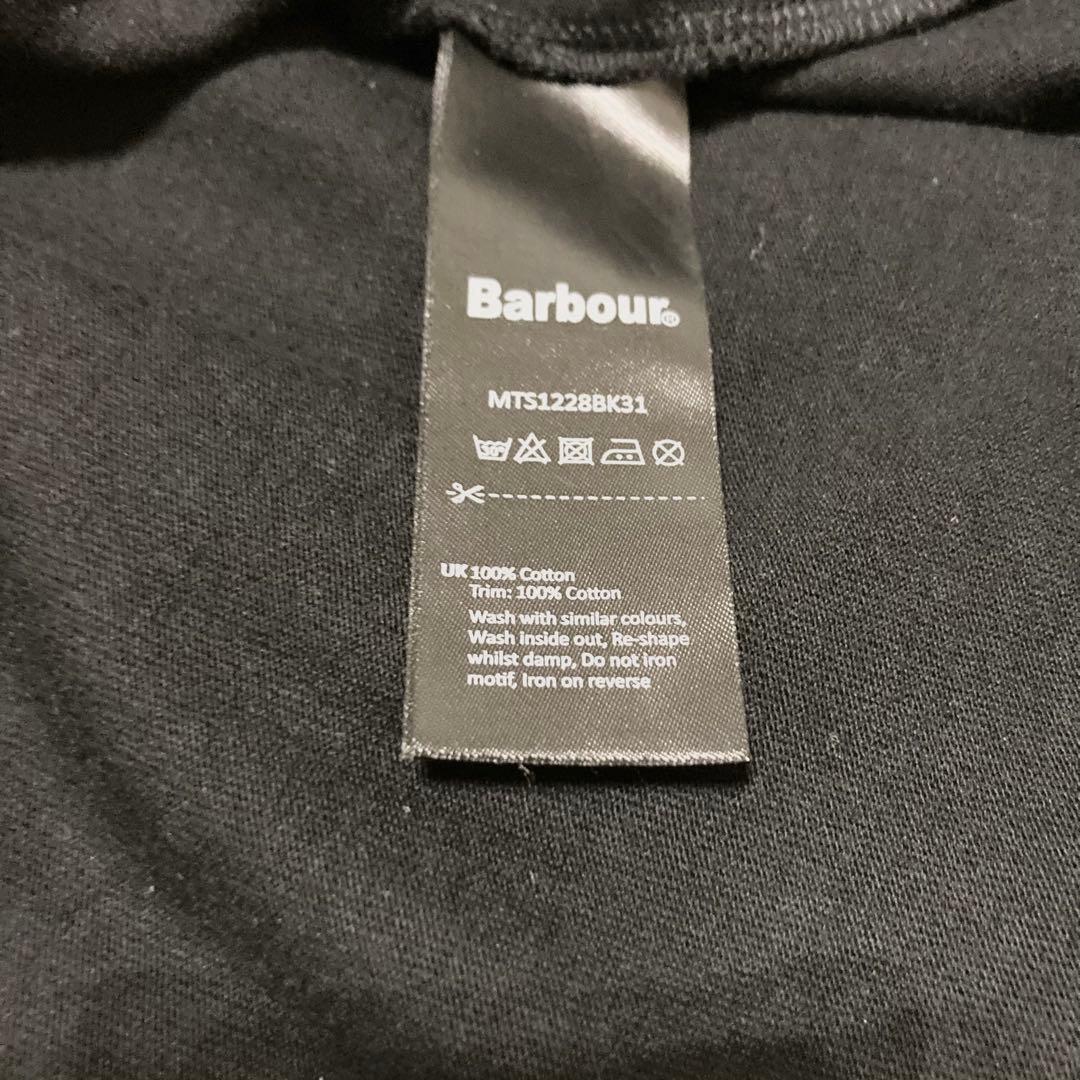 Barbour®
MTS1228BK31
30°
UK 100% Cotton
Trim: 100% Cotton
Wash with similar colours,
Wash inside out, Re-shape
whilst damp, Do not iron
motif, Iron on reverse